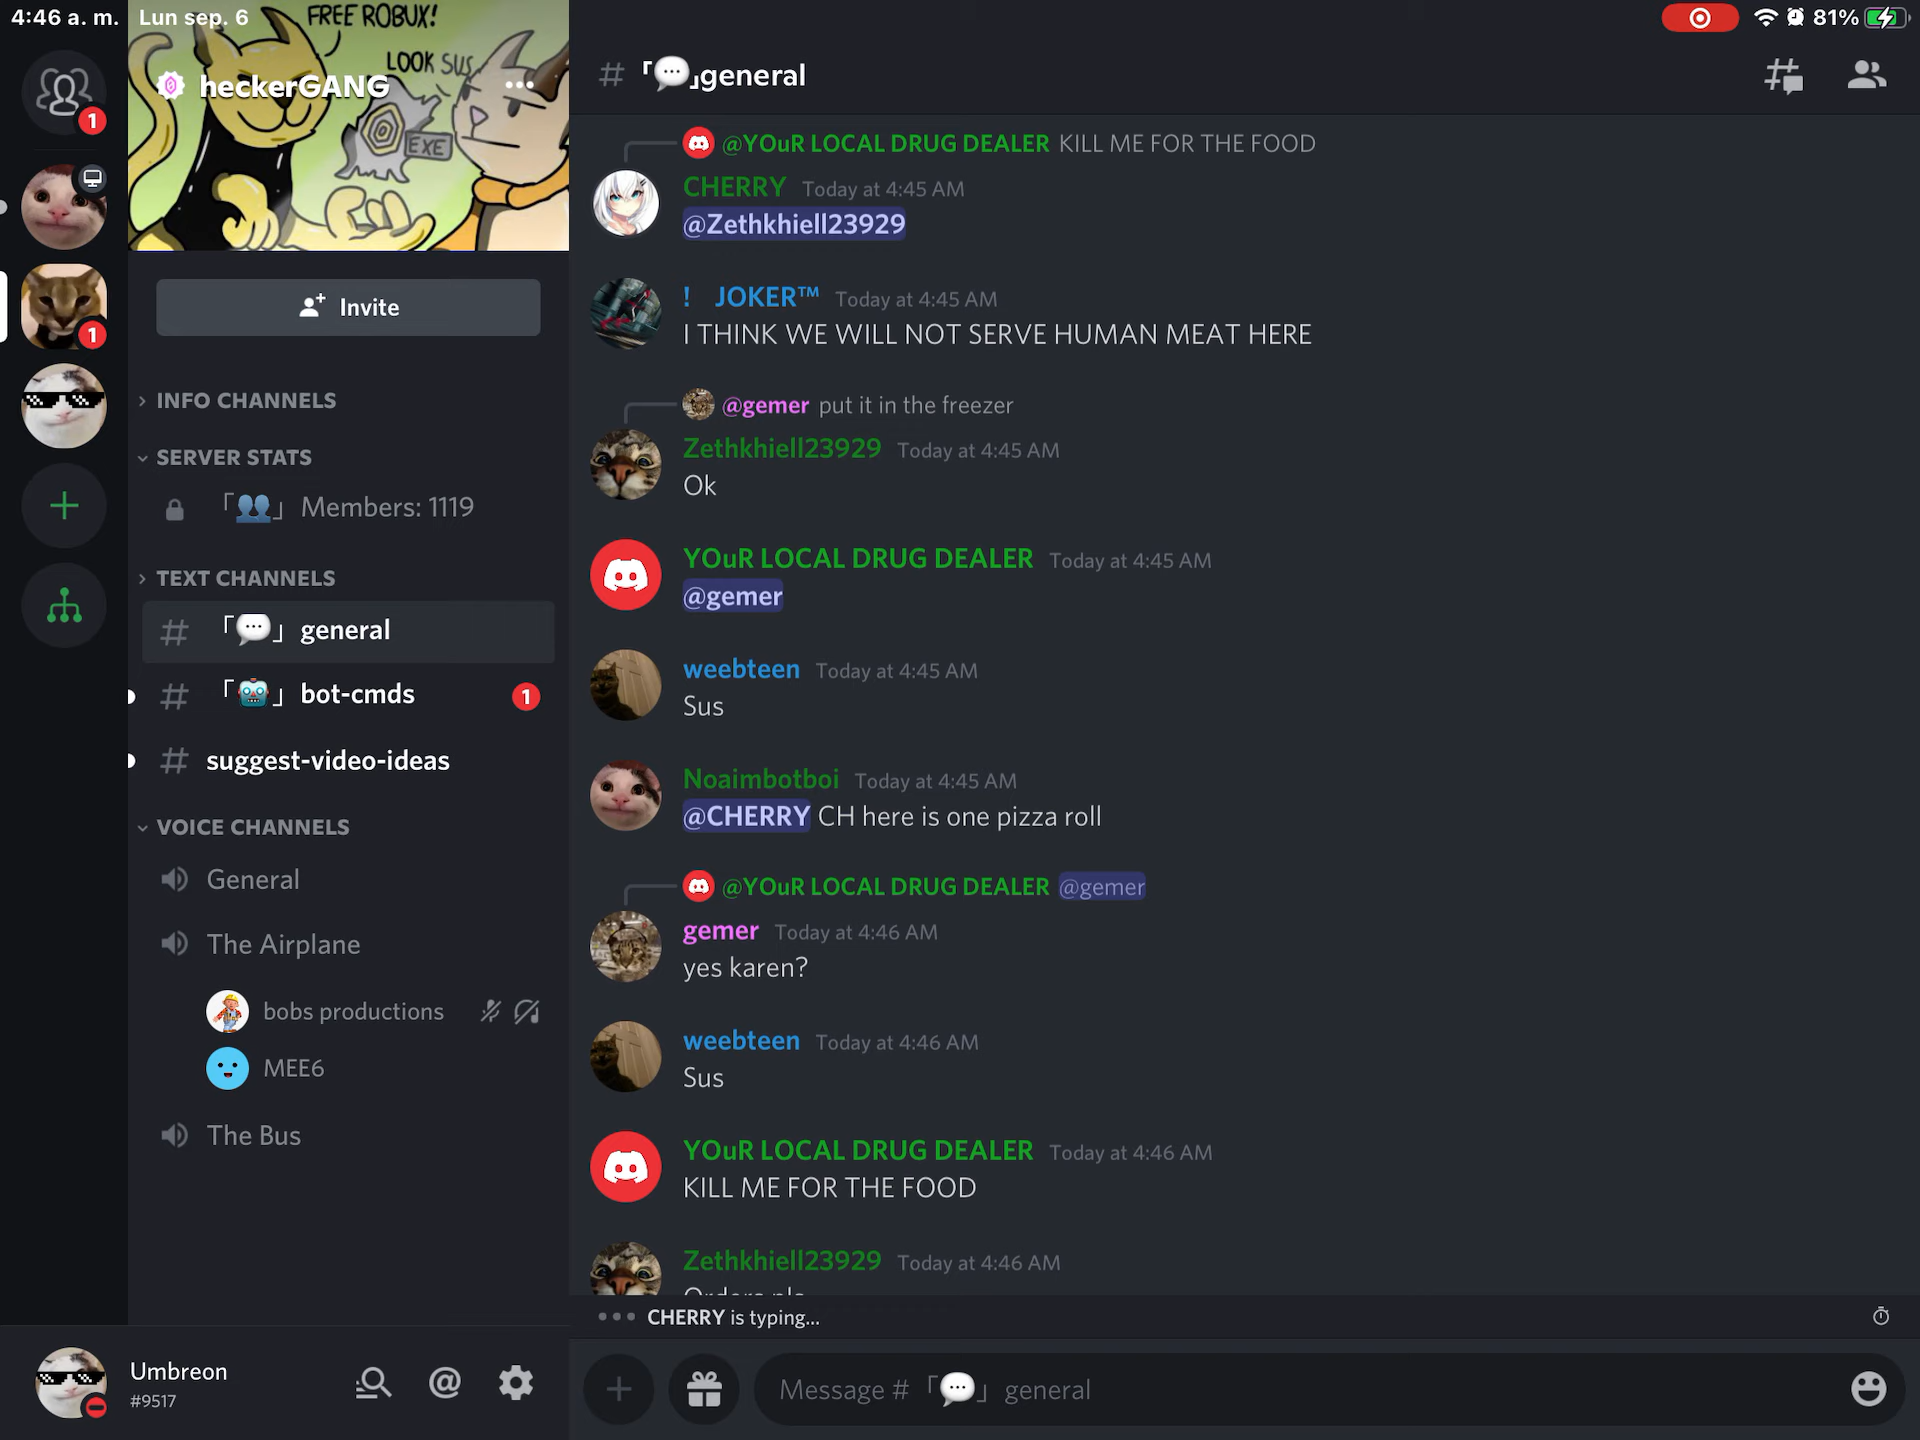 4:46 a. m. Lun sep. 6
81%
FREE ROBUX!
LOOK SUS
EXE
heckerGANG
Invite
INFO CHANNELS
SERVER STATS
「👥」 Members: 1119
TEXT CHANNELS
# 「💬」 general
# 「🤖」 bot-cmds 1
# suggest-video-ideas
VOICE CHANNELS
General
The Airplane
bobs productions
MEE6
The Bus
1
1
Umbreon
#9517
# 「💬」general
@YOuR LOCAL DRUG DEALER KILL ME FOR THE FOOD
CHERRY Today at 4:45 AM
@Zethkhiell23929
! JOKER™ Today at 4:45 AM
I THINK WE WILL NOT SERVE HUMAN MEAT HERE
@gemer put it in the freezer
Zethkhiell23929 Today at 4:45 AM
Ok
YOuR LOCAL DRUG DEALER Today at 4:45 AM
@gemer
weebteen Today at 4:45 AM
Sus
Noaimbotboi Today at 4:45 AM
@CHERRY CH here is one pizza roll
@YOuR LOCAL DRUG DEALER @gemer
gemer Today at 4:46 AM
yes karen?
weebteen Today at 4:46 AM
Sus
YOuR LOCAL DRUG DEALER Today at 4:46 AM
KILL ME FOR THE FOOD
Zethkhiell23929 Today at 4:46 AM
Orders pls
CHERRY is typing...
Message # 「💬」 general